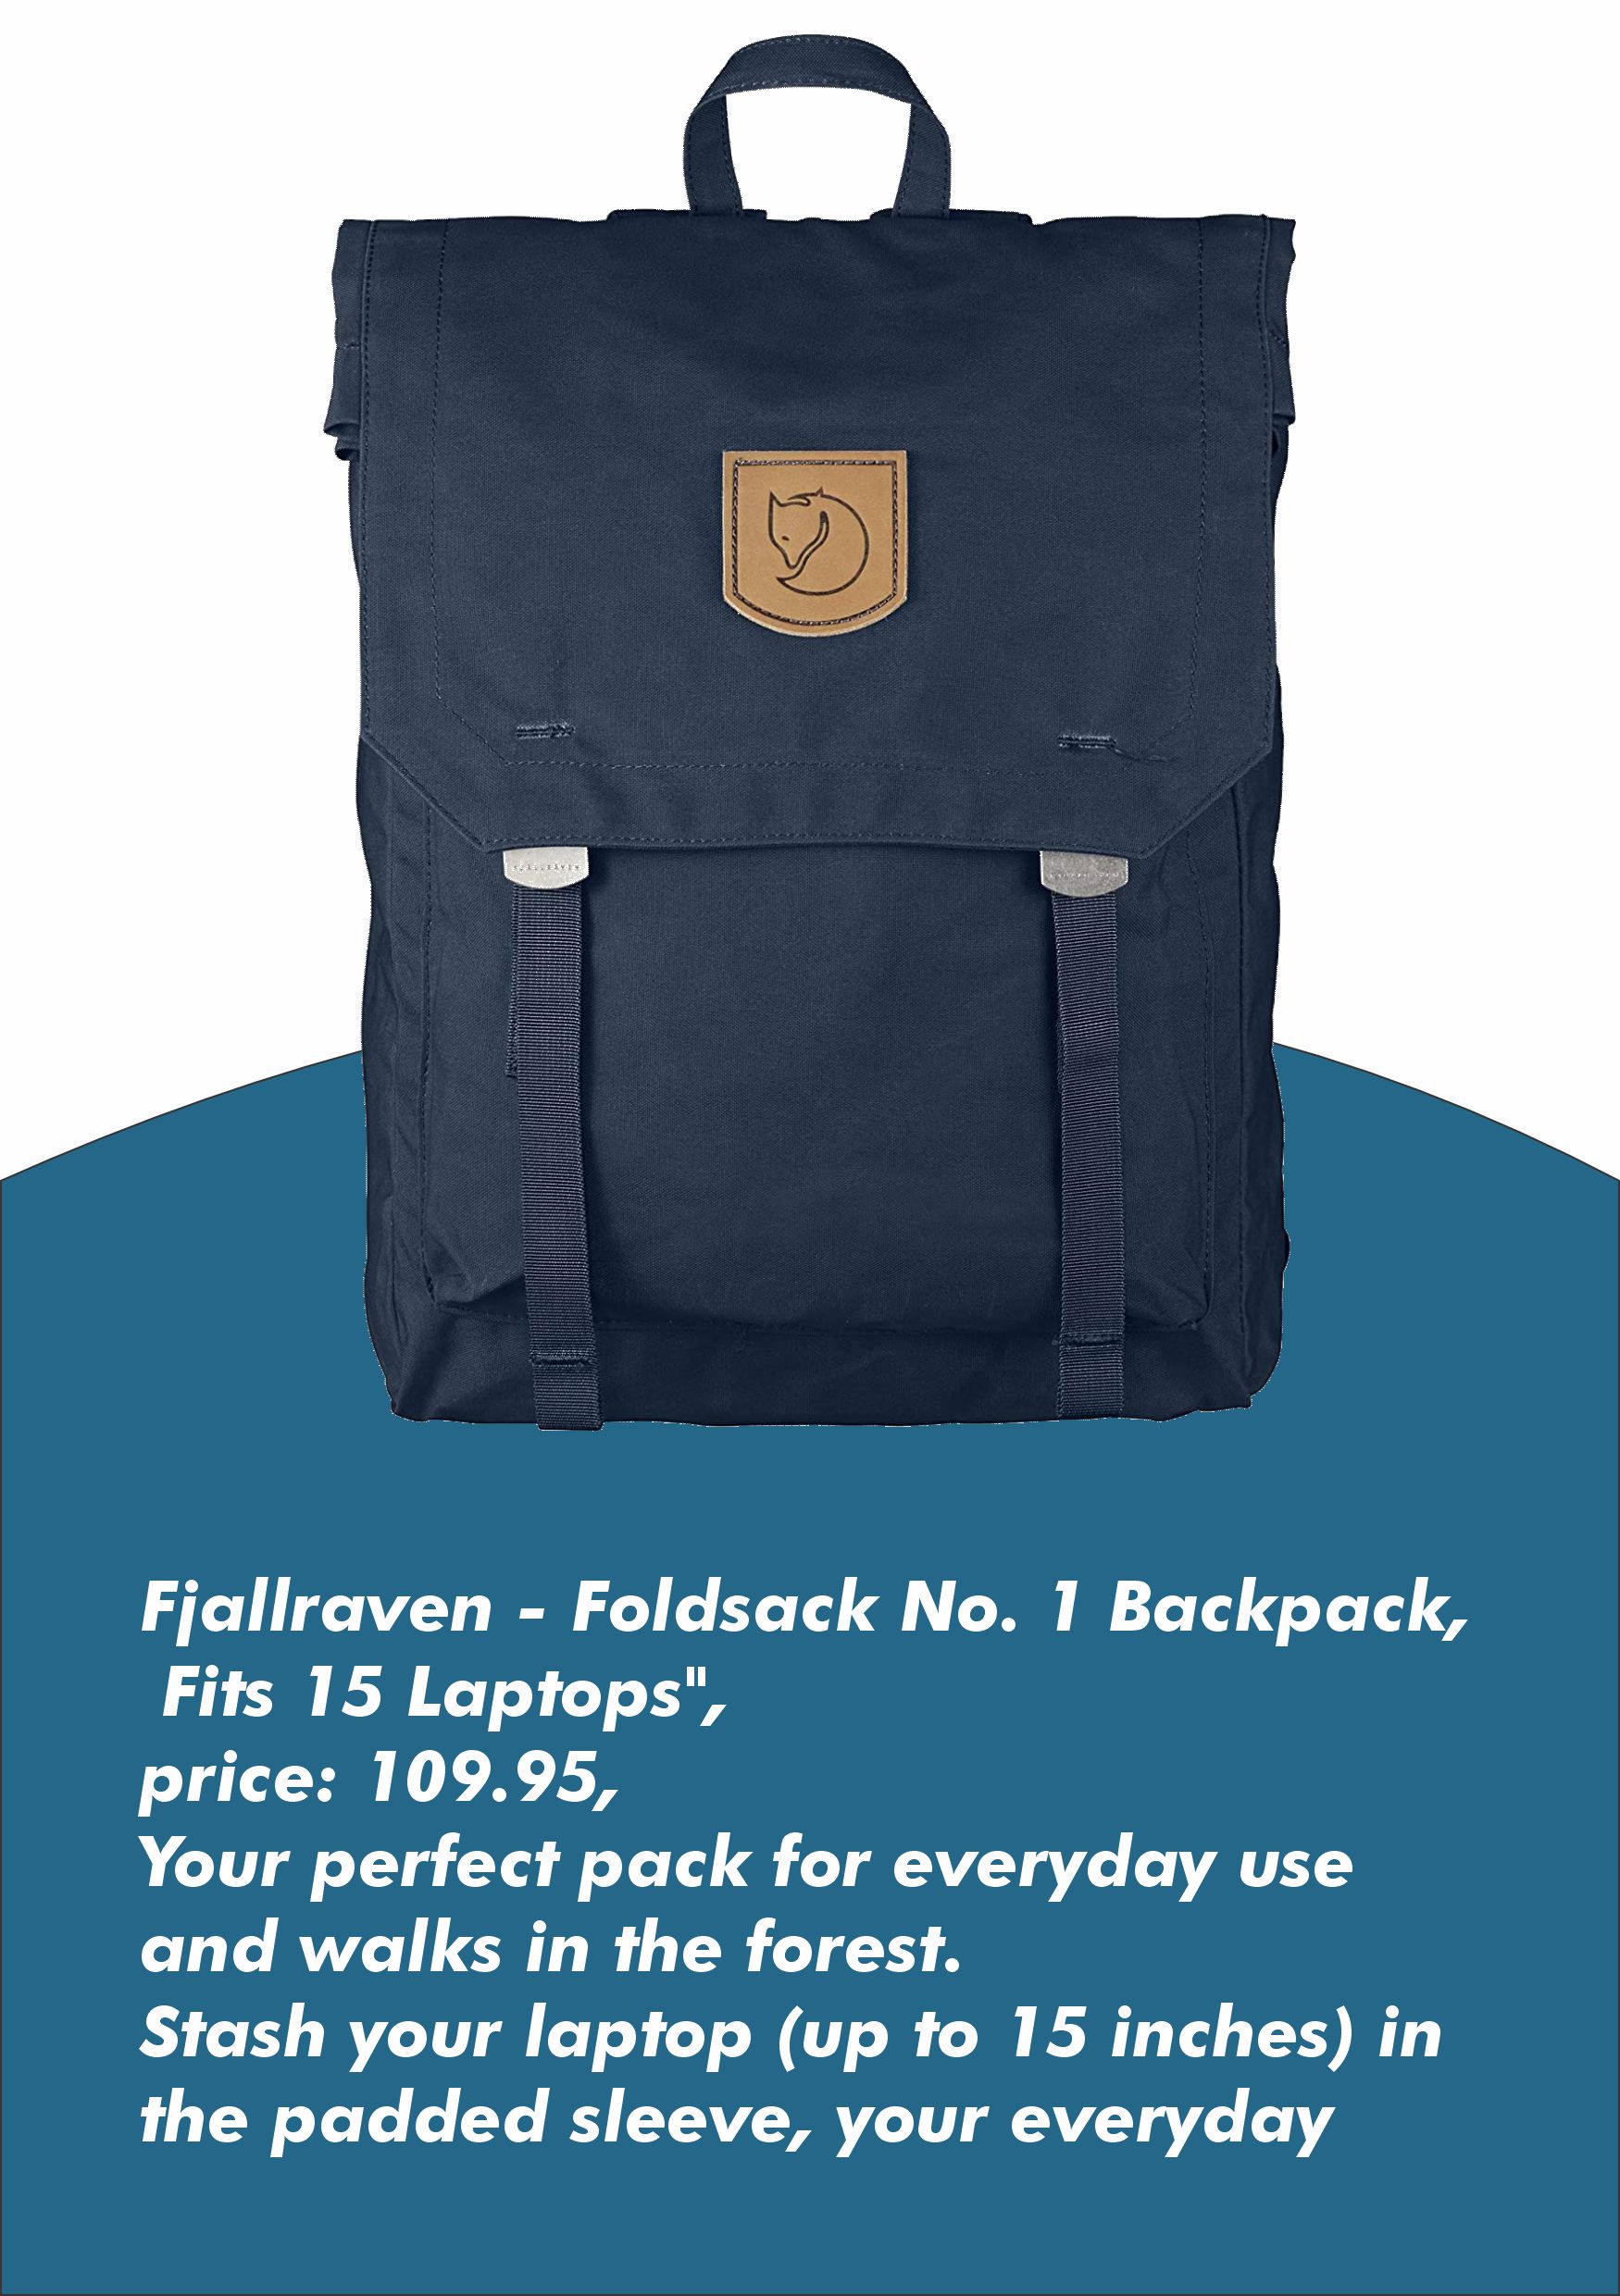 Fjallraven - Foldsack No. 1 Backpack,
Fits 15 Laptops",
price: 109.95,
Your perfect pack for everyday use
and walks in the forest.
Stash your laptop (up to 15 inches) in
the padded sleeve, your everyday